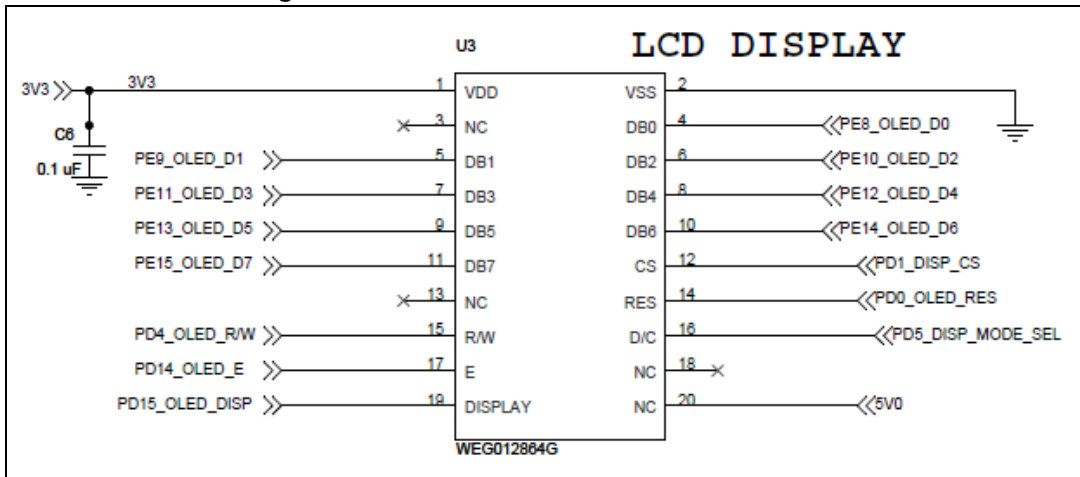 U3
LCD DISPLAY
3V3 3V3 1 VDD VSS 2
3 NC DB0 4 PE8_OLED_D0
C6
0.1 uF
PE9_OLED_D1 5 DB1 DB2 6 PE10_OLED_D2
PE11_OLED_D3 7 DB3 DB4 8 PE12_OLED_D4
PE13_OLED_D5 9 DB5 DB6 10 PE14_OLED_D6
PE15_OLED_D7 11 DB7 CS 12 PD1_DISP_CS
13 NC RES 14 PD0_OLED_RES
PD4_OLED_R/W 15 R/W D/C 16 PD5_DISP_MODE_SEL
PD14_OLED_E 17 E NC 18
PD15_OLED_DISP 19 DISPLAY NC 20 5V0
WEG012864G